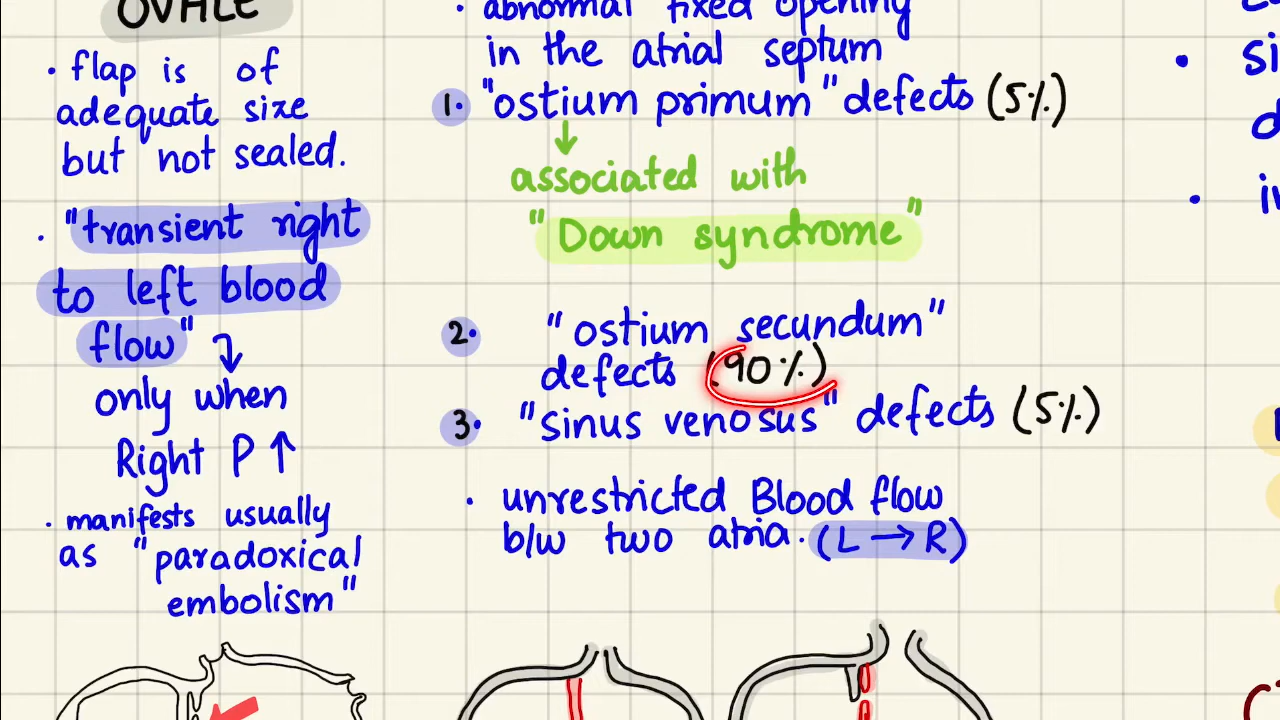 OVALE
• flap is of
adequate size
but not sealed.
• "transient right
to left blood
flow"
only when
Right P ↑
• manifests usually
as "paradoxical
embolism"
• abnormal fixed opening
in the atrial septum
1. "ostium primum" defects (5%)
↓
associated with
"Down syndrome"
2. "ostium secundum"
defects (90%)
3. "sinus venosus" defects (5%)
• unrestricted Blood flow
b/w two atria. (L → R)